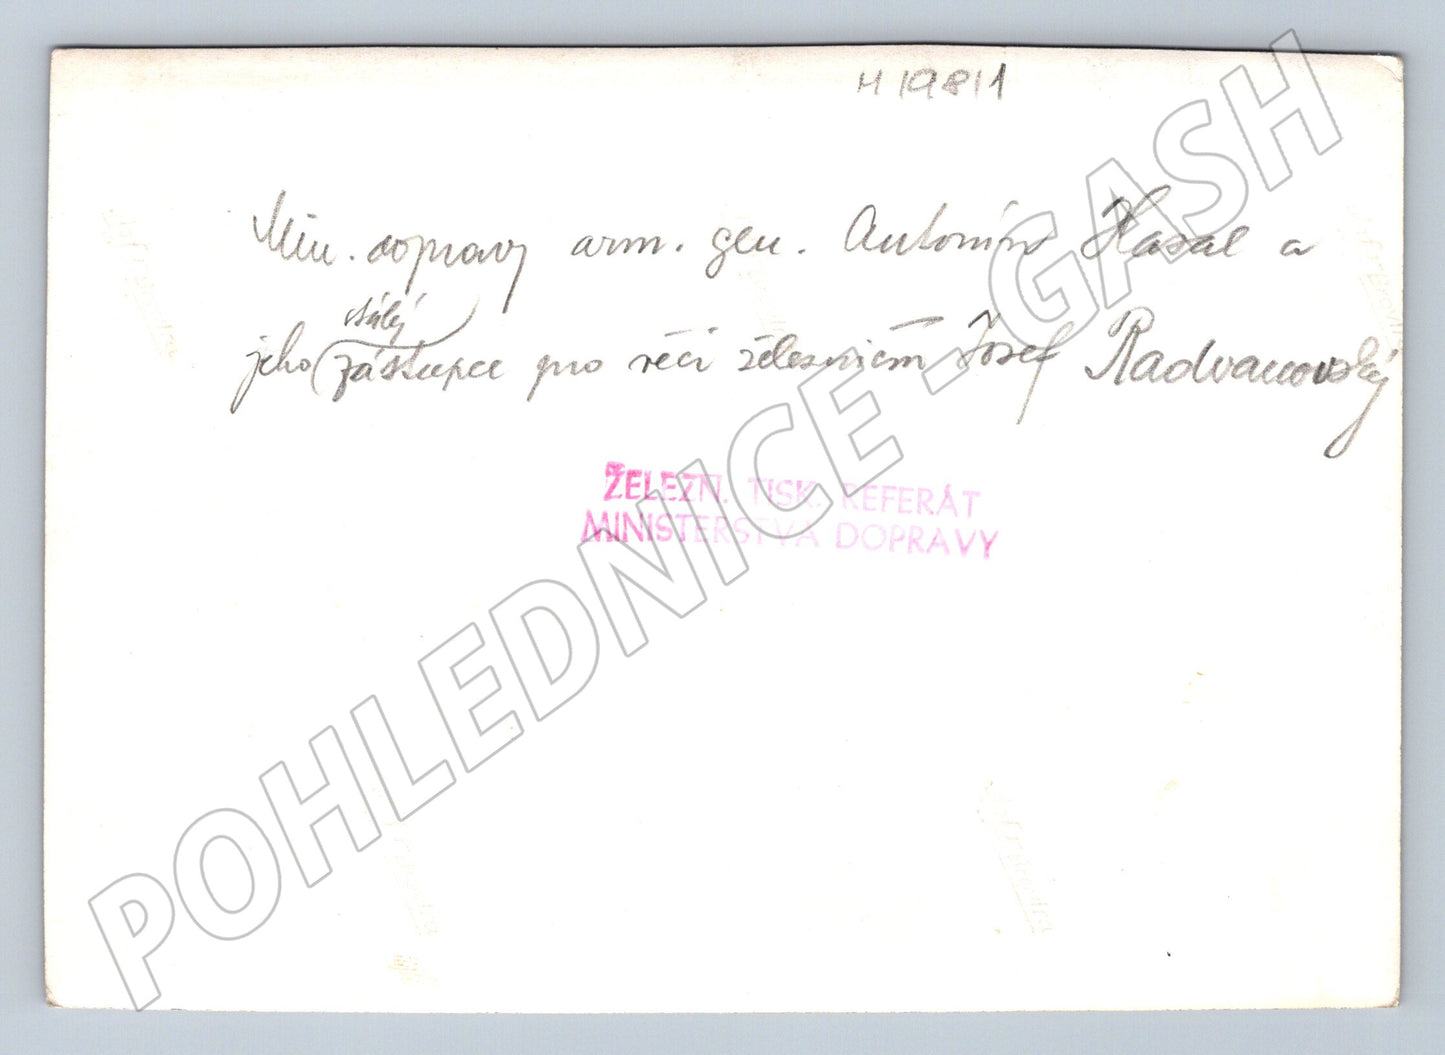 H 19811
Min. dopravy arm. gen. Antonín Hasal a
stálý
jeho zástupce pro věci železniční Josef Radvanovský
ŽELEZN. TISK. REFERÁT
MINISTERSTVA DOPRAVY
POHLEDNICE - GASH